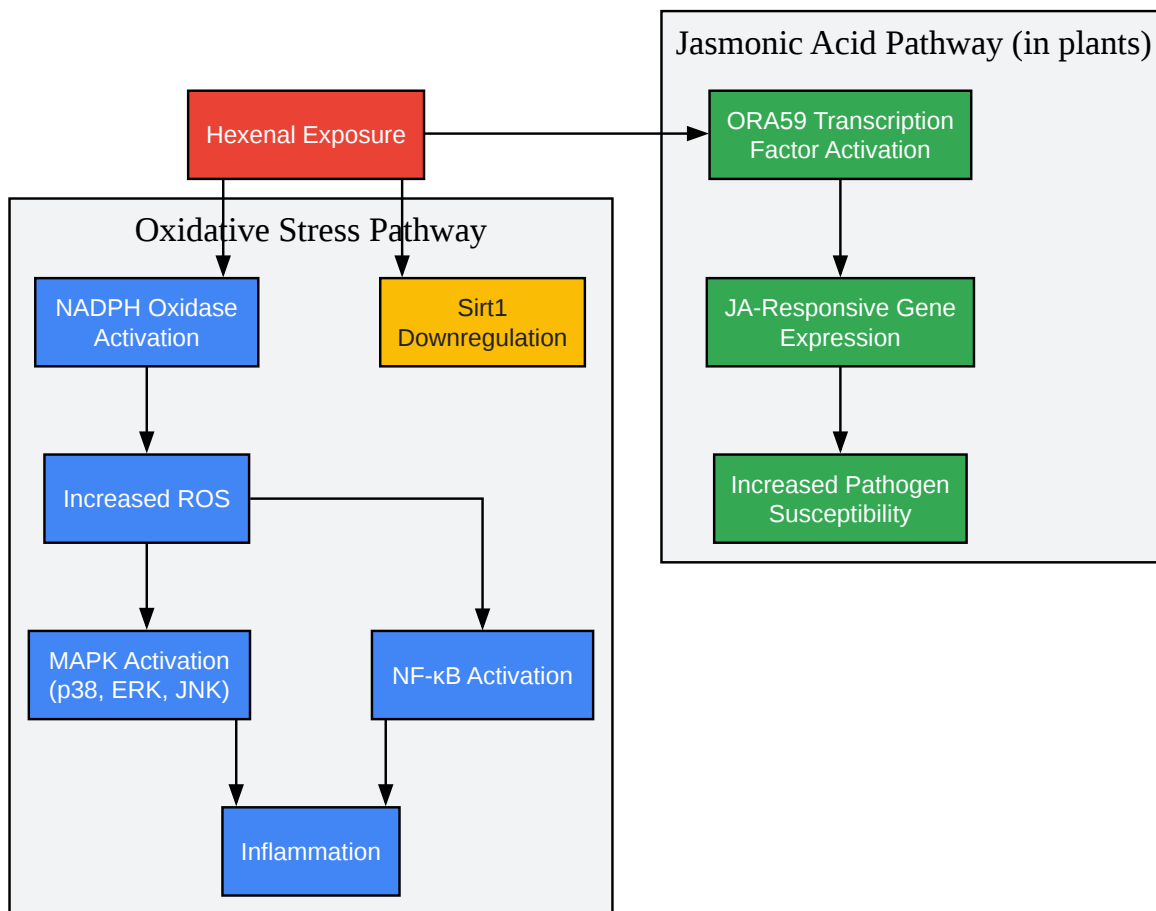 Jasmonic Acid Pathway (in plants)
Hexenal Exposure
ORA59 Transcription
Factor Activation
Oxidative Stress Pathway
NADPH Oxidase
Activation
Sirt1
Downregulation
JA-Responsive Gene
Expression
Increased ROS
Increased Pathogen
Susceptibility
MAPK Activation
(p38, ERK, JNK)
NF-κB Activation
Inflammation